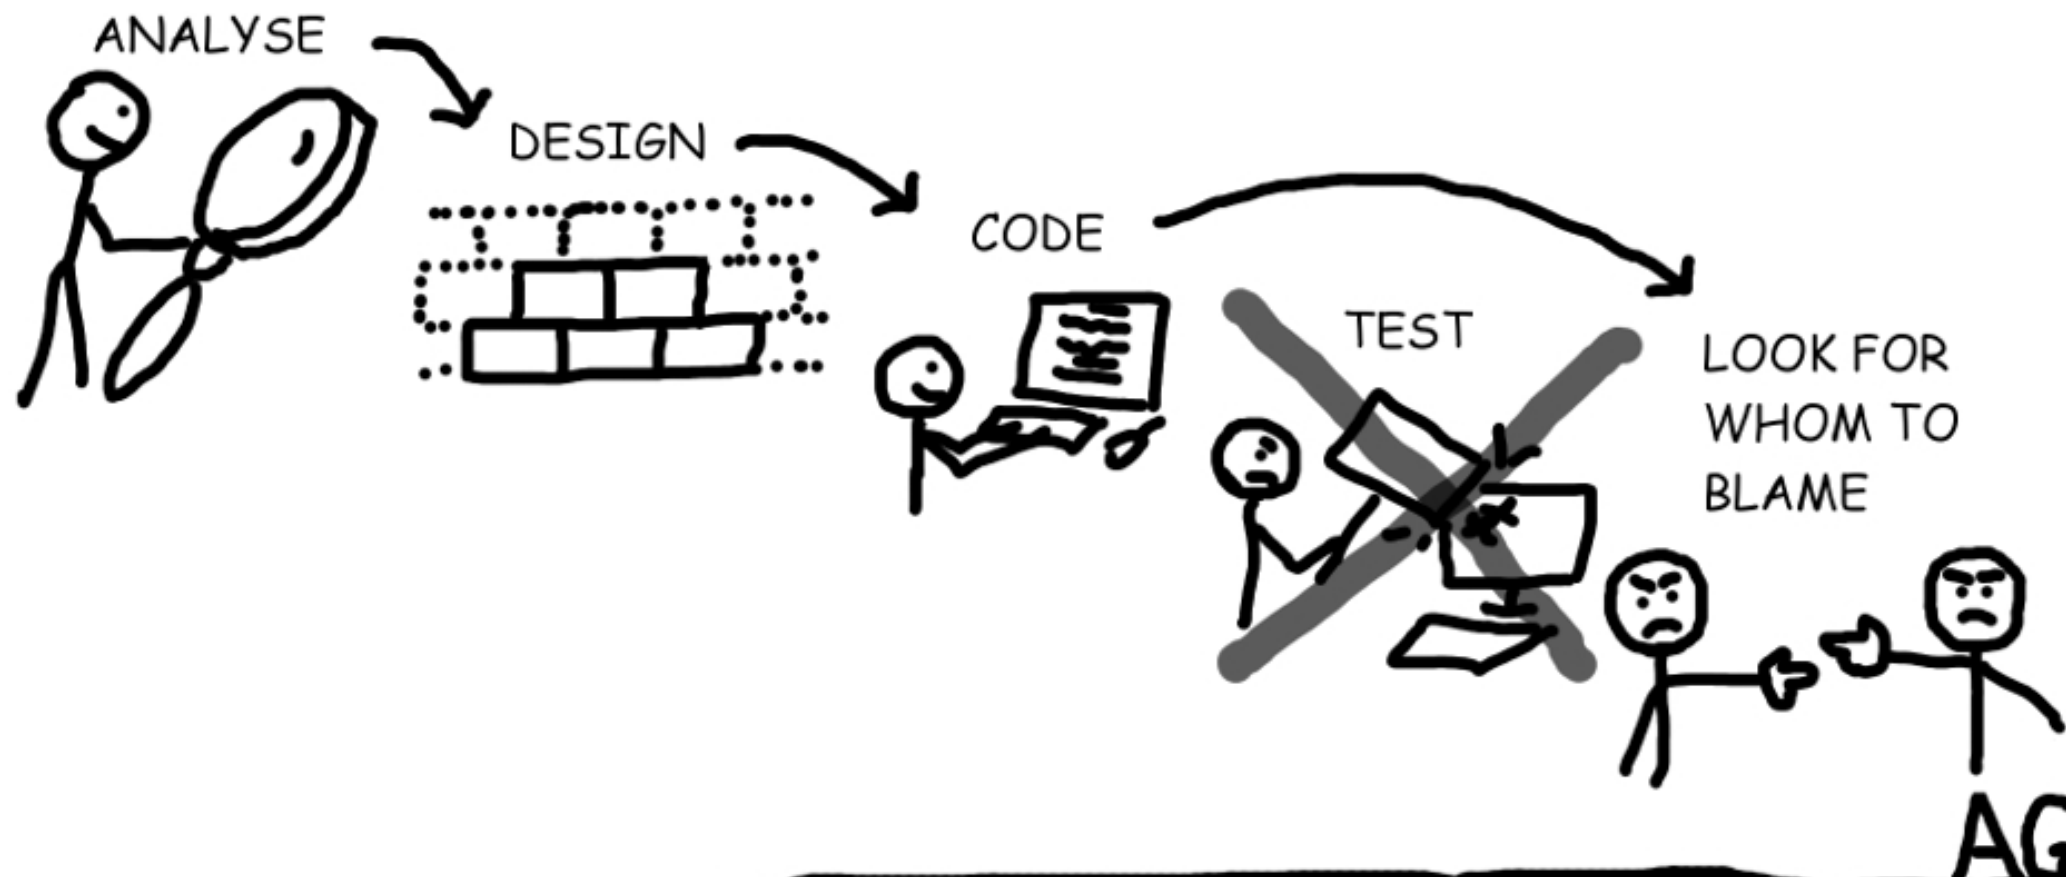 ANALYSE
DESIGN
CODE
TEST
LOOK FOR
WHOM TO
BLAME